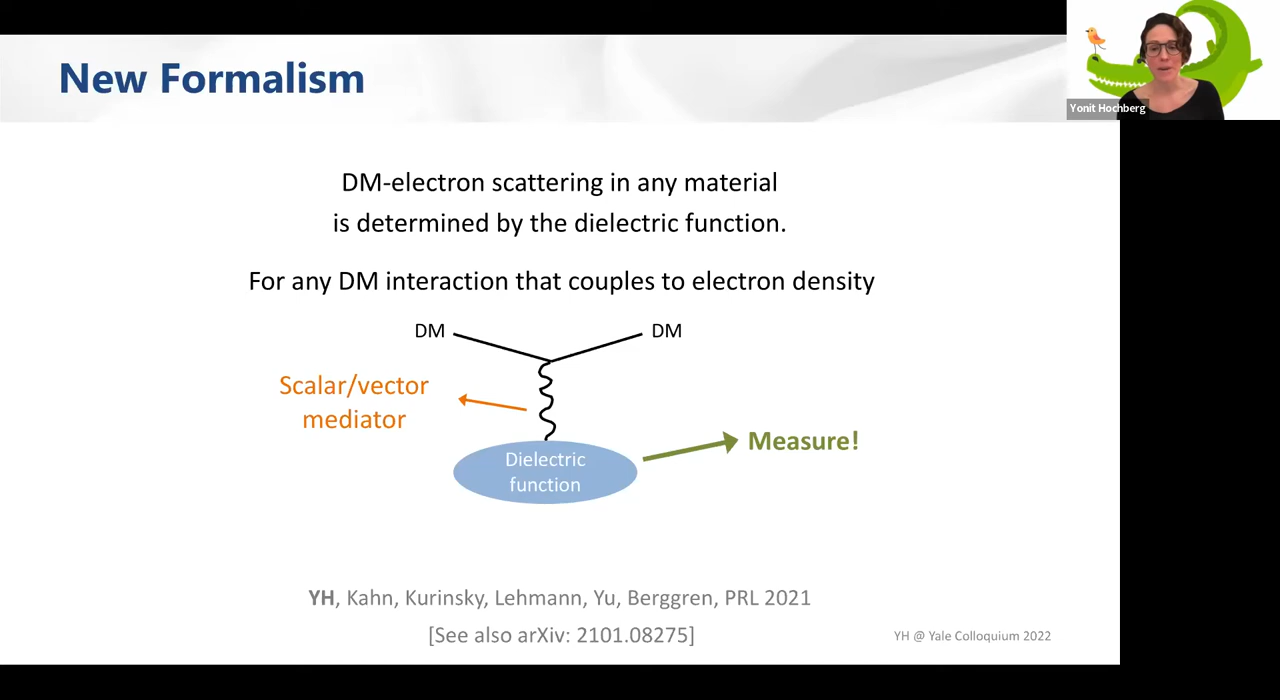 New Formalism
Yonit Hochberg
DM-electron scattering in any material
is determined by the dielectric function.
For any DM interaction that couples to electron density
DM
DM
Scalar/vector
mediator
Measure!
Dielectric
function
YH, Kahn, Kurinsky, Lehmann, Yu, Berggren, PRL 2021
[See also arXiv: 2101.08275]
YH @ Yale Colloquium 2022